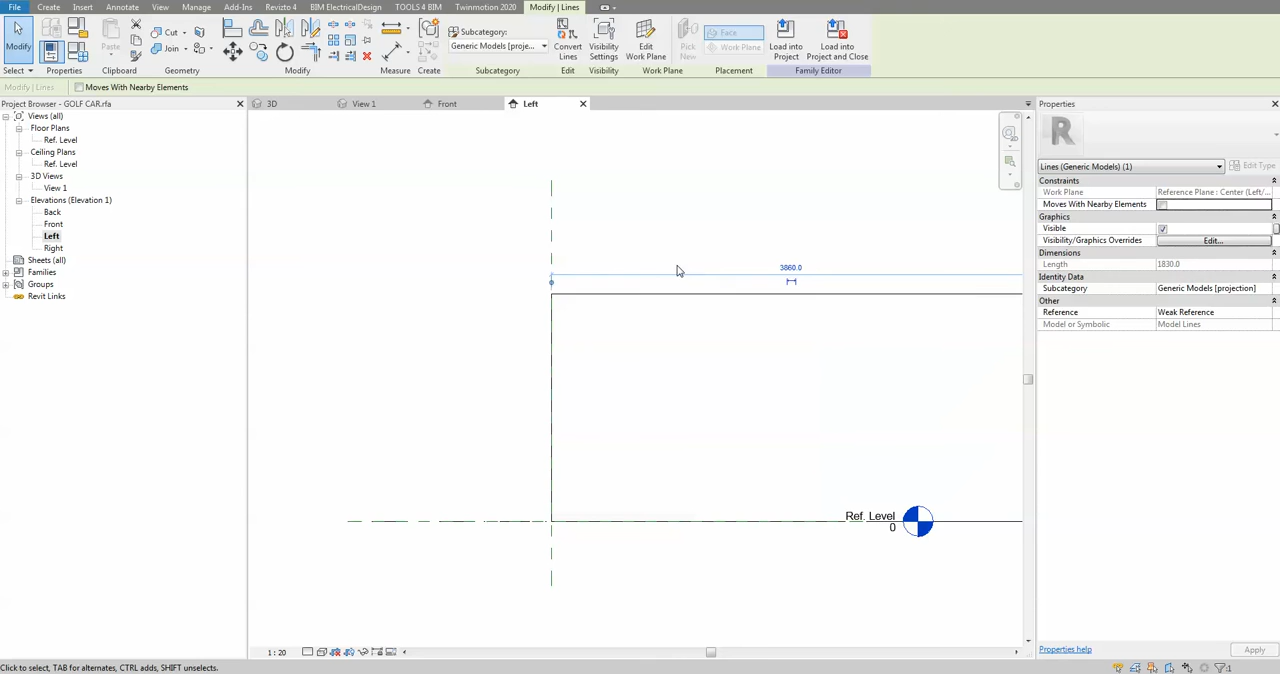 File Create Insert Annotate View Manage Add-Ins Revizto 4 BIM ElectricalDesign TOOLS 4 BIM Twinmotion 2020 Modify | Lines
Modify
Paste
Cut
Join
Subcategory:
Generic Models [proje...
Convert Lines
Visibility Settings
Edit Work Plane
Pick New
Face
Work Plane
Load into Project
Load into Project and Close
Select Properties Clipboard Geometry Modify Measure Create Subcategory Edit Visibility Work Plane Placement Family Editor
Modify | Lines Moves With Nearby Elements
Project Browser - GOLF CAR.rfa
Views (all)
Floor Plans
Ref. Level
Ceiling Plans
Ref. Level
3D Views
View 1
Elevations (Elevation 1)
Back
Front
Left
Right
Sheets (all)
Families
Groups
Revit Links
3D View 1 Front Left
3860.0
Ref. Level
0
1 : 20
Properties
R
Lines (Generic Models) (1) Edit Type
Constraints
Work Plane Reference Plane : Center (Left/...
Moves With Nearby Elements
Graphics
Visible
Visibility/Graphics Overrides Edit...
Dimensions
Length 1830.0
Identity Data
Subcategory Generic Models [projection]
Other
Reference Weak Reference
Model or Symbolic Model Lines
Properties help Apply
Click to select, TAB for alternates, CTRL adds, SHIFT unselects.
:1